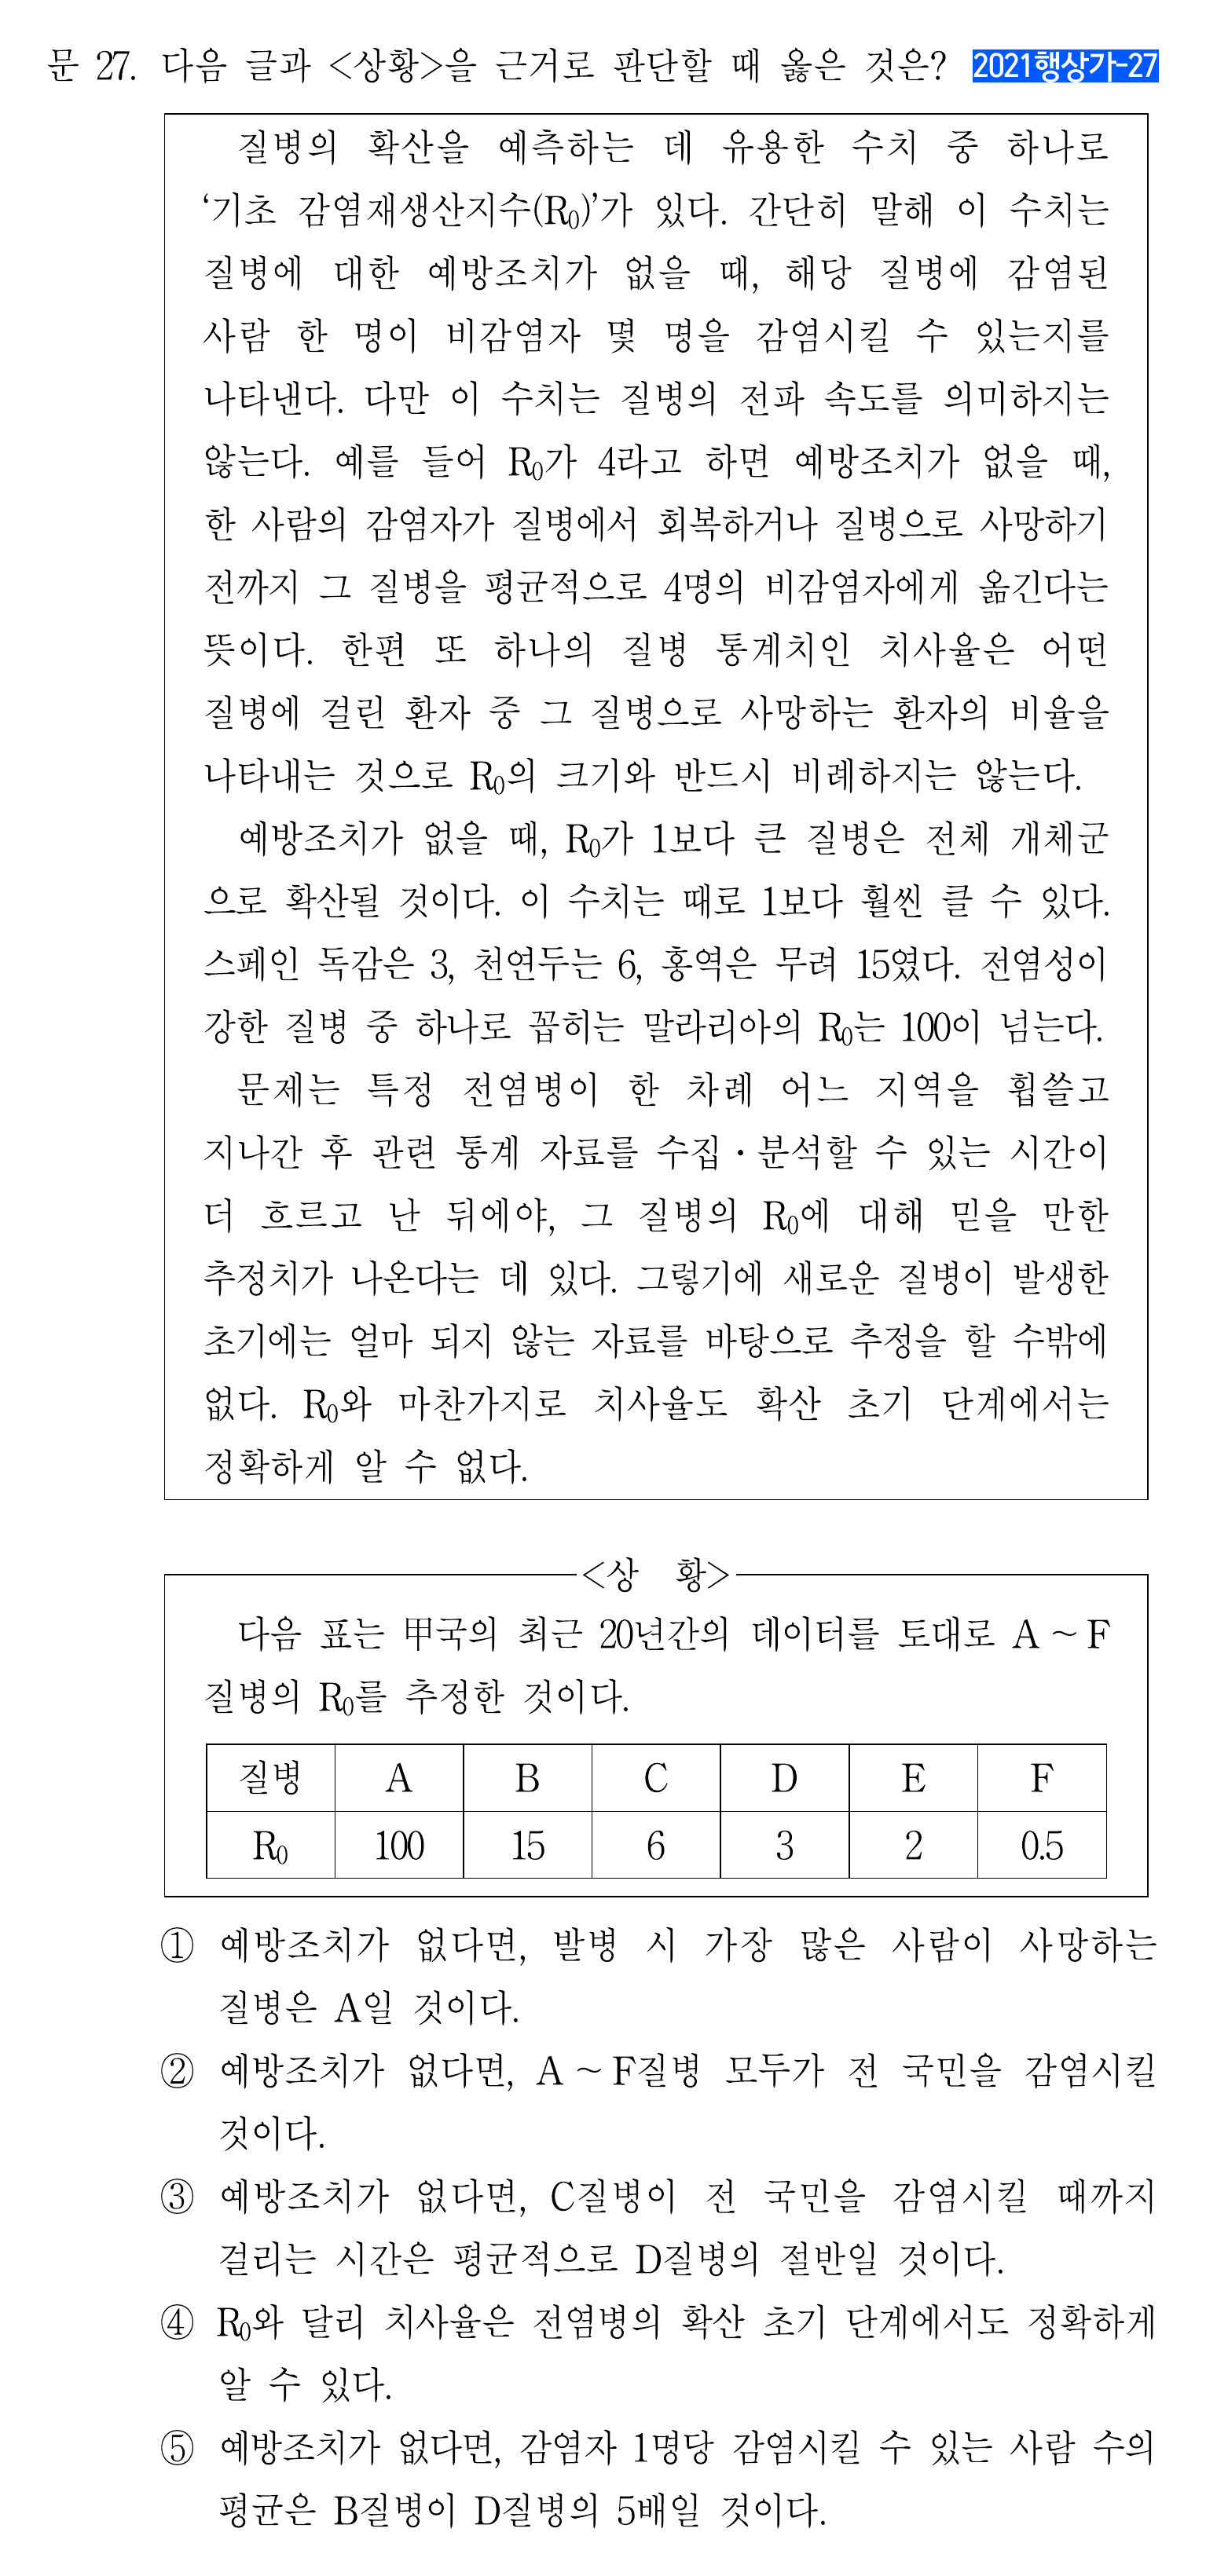 문 27. 다음 글과 <상황>을 근거로 판단할 때 옳은 것은? 2021행상가-27
질병의 확산을 예측하는 데 유용한 수치 중 하나로
‘기초 감염재생산지수(R₀)’가 있다. 간단히 말해 이 수치는
질병에 대한 예방조치가 없을 때, 해당 질병에 감염된
사람 한 명이 비감염자 몇 명을 감염시킬 수 있는지를
나타낸다. 다만 이 수치는 질병의 전파 속도를 의미하지는
않는다. 예를 들어 R₀가 4라고 하면 예방조치가 없을 때,
한 사람의 감염자가 질병에서 회복하거나 질병으로 사망하기
전까지 그 질병을 평균적으로 4명의 비감염자에게 옮긴다는
뜻이다. 한편 또 하나의 질병 통계치인 치사율은 어떤
질병에 걸린 환자 중 그 질병으로 사망하는 환자의 비율을
나타내는 것으로 R₀의 크기와 반드시 비례하지는 않는다.
예방조치가 없을 때, R₀가 1보다 큰 질병은 전체 개체군
으로 확산될 것이다. 이 수치는 때로 1보다 훨씬 클 수 있다.
스페인 독감은 3, 천연두는 6, 홍역은 무려 15였다. 전염성이
강한 질병 중 하나로 꼽히는 말라리아의 R₀는 100이 넘는다.
문제는 특정 전염병이 한 차례 어느 지역을 휩쓸고
지나간 후 관련 통계 자료를 수집·분석할 수 있는 시간이
더 흐르고 난 뒤에야, 그 질병의 R₀에 대해 믿을 만한
추정치가 나온다는 데 있다. 그렇기에 새로운 질병이 발생한
초기에는 얼마 되지 않는 자료를 바탕으로 추정을 할 수밖에
없다. R₀와 마찬가지로 치사율도 확산 초기 단계에서는
정확하게 알 수 없다.
<상 황>
다음 표는 甲국의 최근 20년간의 데이터를 토대로 A ~ F
질병의 R₀를 추정한 것이다.
질병 A B C D E F
R₀ 100 15 6 3 2 0.5
① 예방조치가 없다면, 발병 시 가장 많은 사람이 사망하는
질병은 A일 것이다.
② 예방조치가 없다면, A ~ F질병 모두가 전 국민을 감염시킬
것이다.
③ 예방조치가 없다면, C질병이 전 국민을 감염시킬 때까지
걸리는 시간은 평균적으로 D질병의 절반일 것이다.
④ R₀와 달리 치사율은 전염병의 확산 초기 단계에서도 정확하게
알 수 있다.
⑤ 예방조치가 없다면, 감염자 1명당 감염시킬 수 있는 사람 수의
평균은 B질병이 D질병의 5배일 것이다.